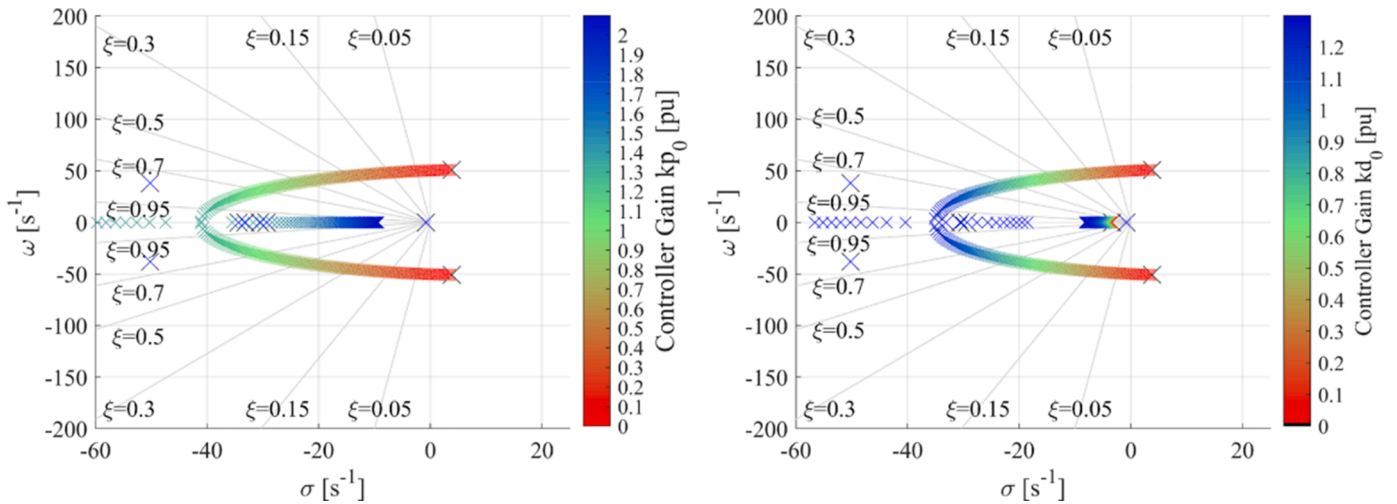 200
150
100
50
0
-50
-100
-150
-200
ω [s⁻¹]
-60
-40
-20
0
20
σ [s⁻¹]
ξ=0.3
ξ=0.15
ξ=0.05
ξ=0.5
ξ=0.7
ξ=0.95
ξ=0.95
ξ=0.7
ξ=0.5
ξ=0.3
ξ=0.15
ξ=0.05
2
1.9
1.8
1.7
1.6
1.5
1.4
1.3
1.2
1.1
1
0.9
0.8
0.7
0.6
0.5
0.4
0.3
0.2
0.1
0
Controller Gain kp₀ [pu]
200
150
100
50
0
-50
-100
-150
-200
ω [s⁻¹]
-60
-40
-20
0
20
σ [s⁻¹]
ξ=0.3
ξ=0.15
ξ=0.05
ξ=0.5
ξ=0.7
ξ=0.95
ξ=0.95
ξ=0.7
ξ=0.5
ξ=0.3
ξ=0.15
ξ=0.05
1.2
1.1
1
0.9
0.8
0.7
0.6
0.5
0.4
0.3
0.2
0.1
0
Controller Gain kd₀ [pu]